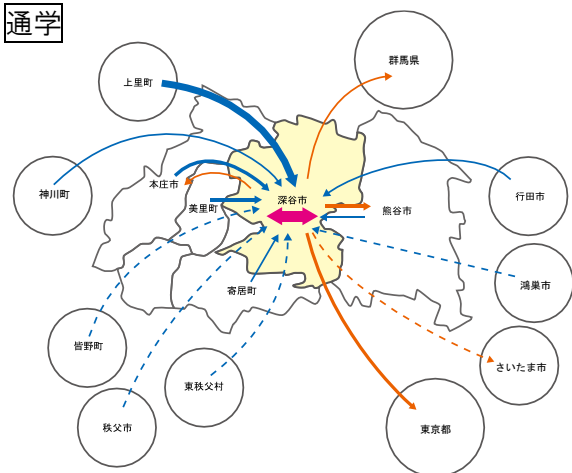 通学
群馬県
上里町
神川町
本庄市
美里町
深谷市
熊谷市
行田市
寄居町
鴻巣市
皆野町
東秩父村
さいたま市
秩父市
東京都